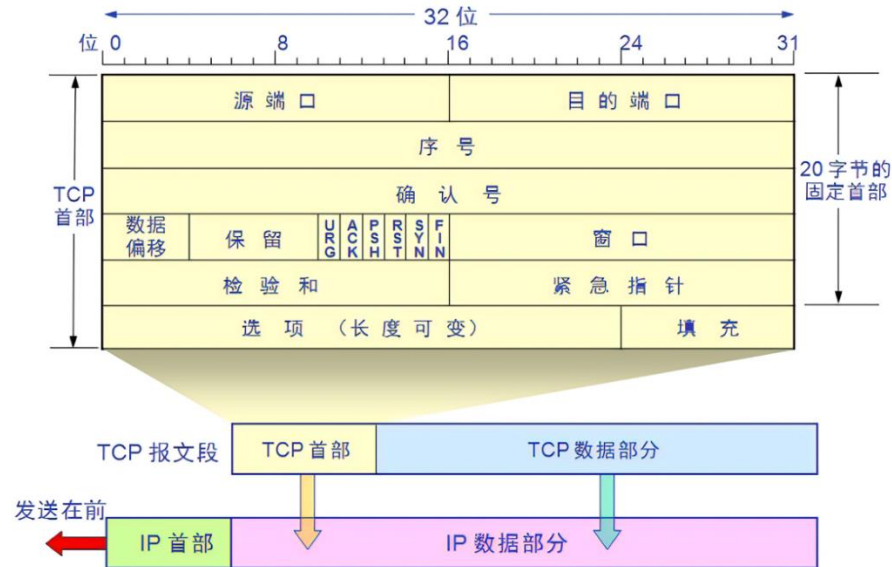 32 位
位 0 8 16 24 31
源 端 口 目 的 端 口
序 号
TCP
首部
确 认 号
20 字节的
固定首部
数据
偏移
保 留
URG
ACK
PSH
RST
SYN
FIN
窗 口
检 验 和 紧 急 指 针
选 项 (长 度 可 变) 填 充
TCP 报文段 TCP 首部 TCP 数据部分
发送在前
IP 首部 IP 数据部分